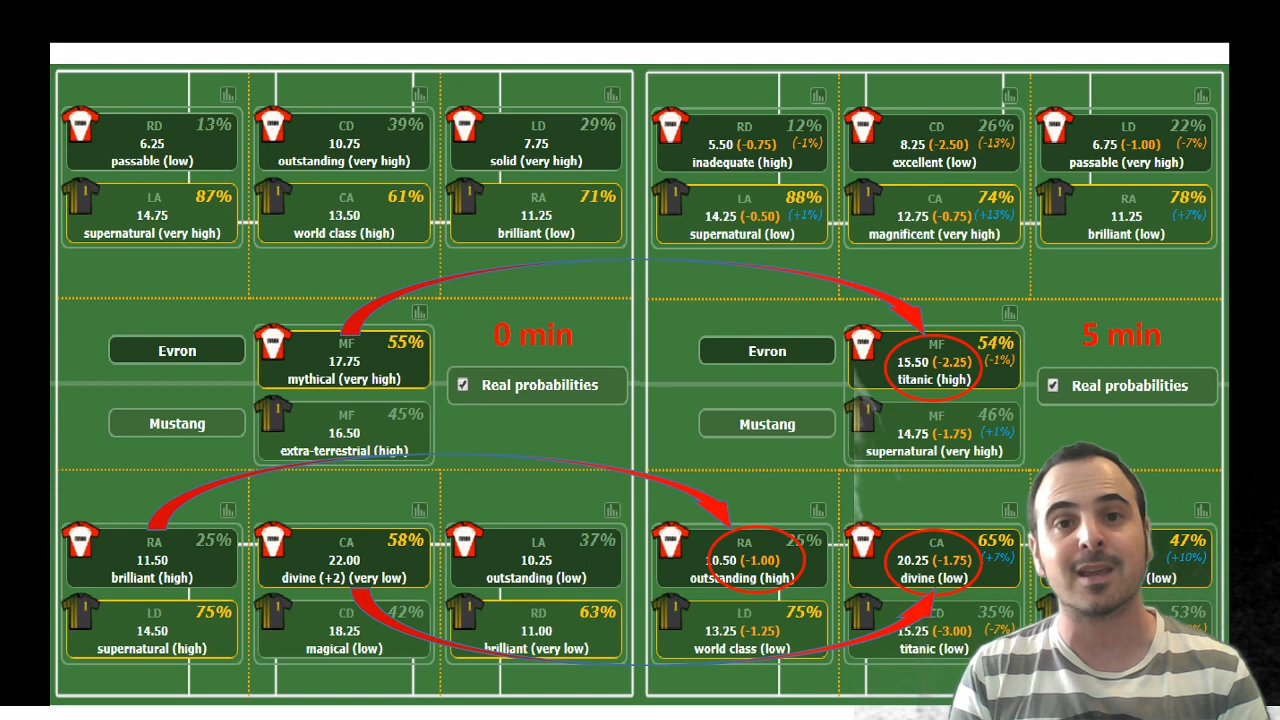 RD 13%
6.25
passable (low)
CD 39%
10.75
outstanding (very high)
LD 29%
7.75
solid (very high)
LA 87%
14.75
supernatural (very high)
CA 61%
13.50
world class (high)
RA 71%
11.25
brilliant (low)
Evron
MF 55%
17.75
mythical (very high)
0 min
Real probabilities
Mustang
MF 45%
16.50
extra-terrestrial (high)
RA 25%
11.50
brilliant (high)
CA 58%
22.00
divine (+2) (very low)
LA 37%
10.25
outstanding (low)
LD 75%
14.50
supernatural (high)
CD 42%
18.25
magical (low)
RD 63%
11.00
brilliant (very low)
RD 12%
5.50 (-0.75) (-1%)
inadequate (high)
CD 26%
8.25 (-2.50) (-13%)
excellent (low)
LD 22%
6.75 (-1.00) (-7%)
passable (very high)
LA 88%
14.25 (-0.50) (+1%)
supernatural (low)
CA 74%
12.75 (-0.75) (+13%)
magnificent (very high)
RA 78%
11.25 (+7%)
brilliant (low)
Evron
MF 54%
15.50 (-2.25) (-1%)
titanic (high)
5 min
Real probabilities
Mustang
MF 46%
14.75 (-1.75) (+1%)
supernatural (very high)
RA 25%
10.50 (-1.00)
outstanding (high)
CA 65%
20.25 (-1.75) (+7%)
divine (low)
47%
(+10%)
(low)
LD 75%
13.25 (-1.25)
world class (low)
35%
15.25 (-3.00) (-7%)
titanic (low)
53%